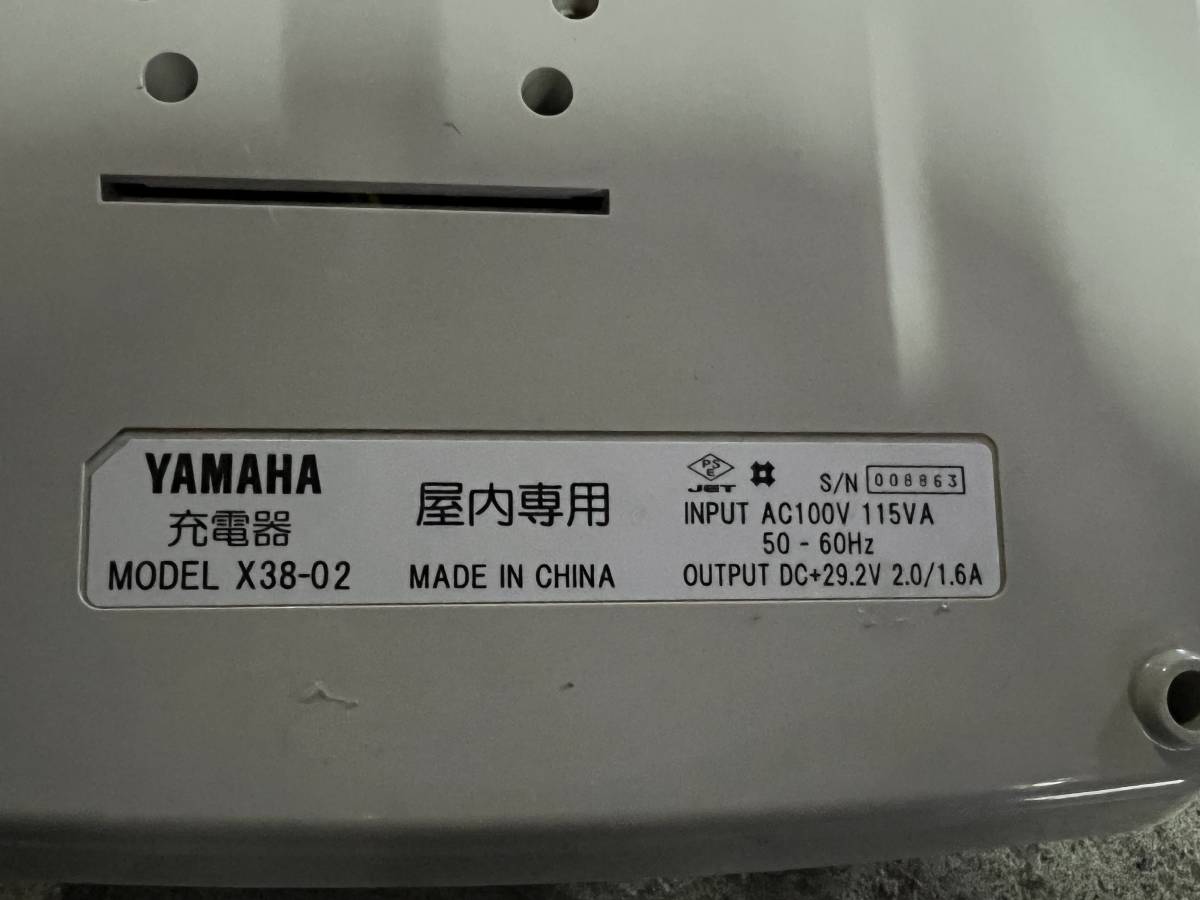 YAMAHA
充電器
MODEL X38-02
屋内専用
MADE IN CHINA
PS
E
JET
S/N 008863
INPUT AC100V 115VA
50 - 60Hz
OUTPUT DC+29.2V 2.0/1.6A